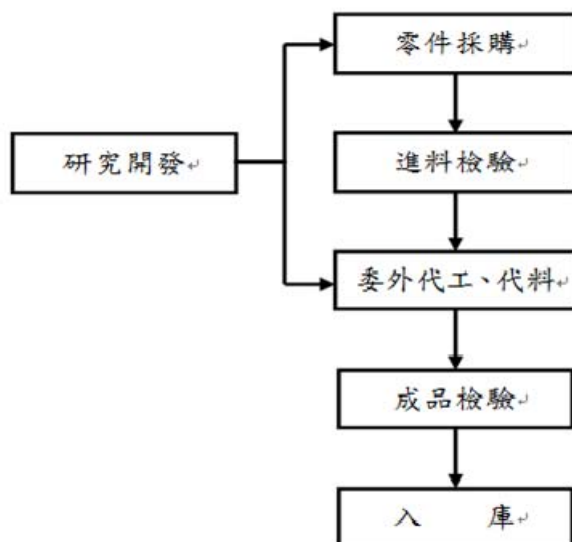 零件採購
研究開發
進料檢驗
委外代工、代料
成品檢驗
入 庫